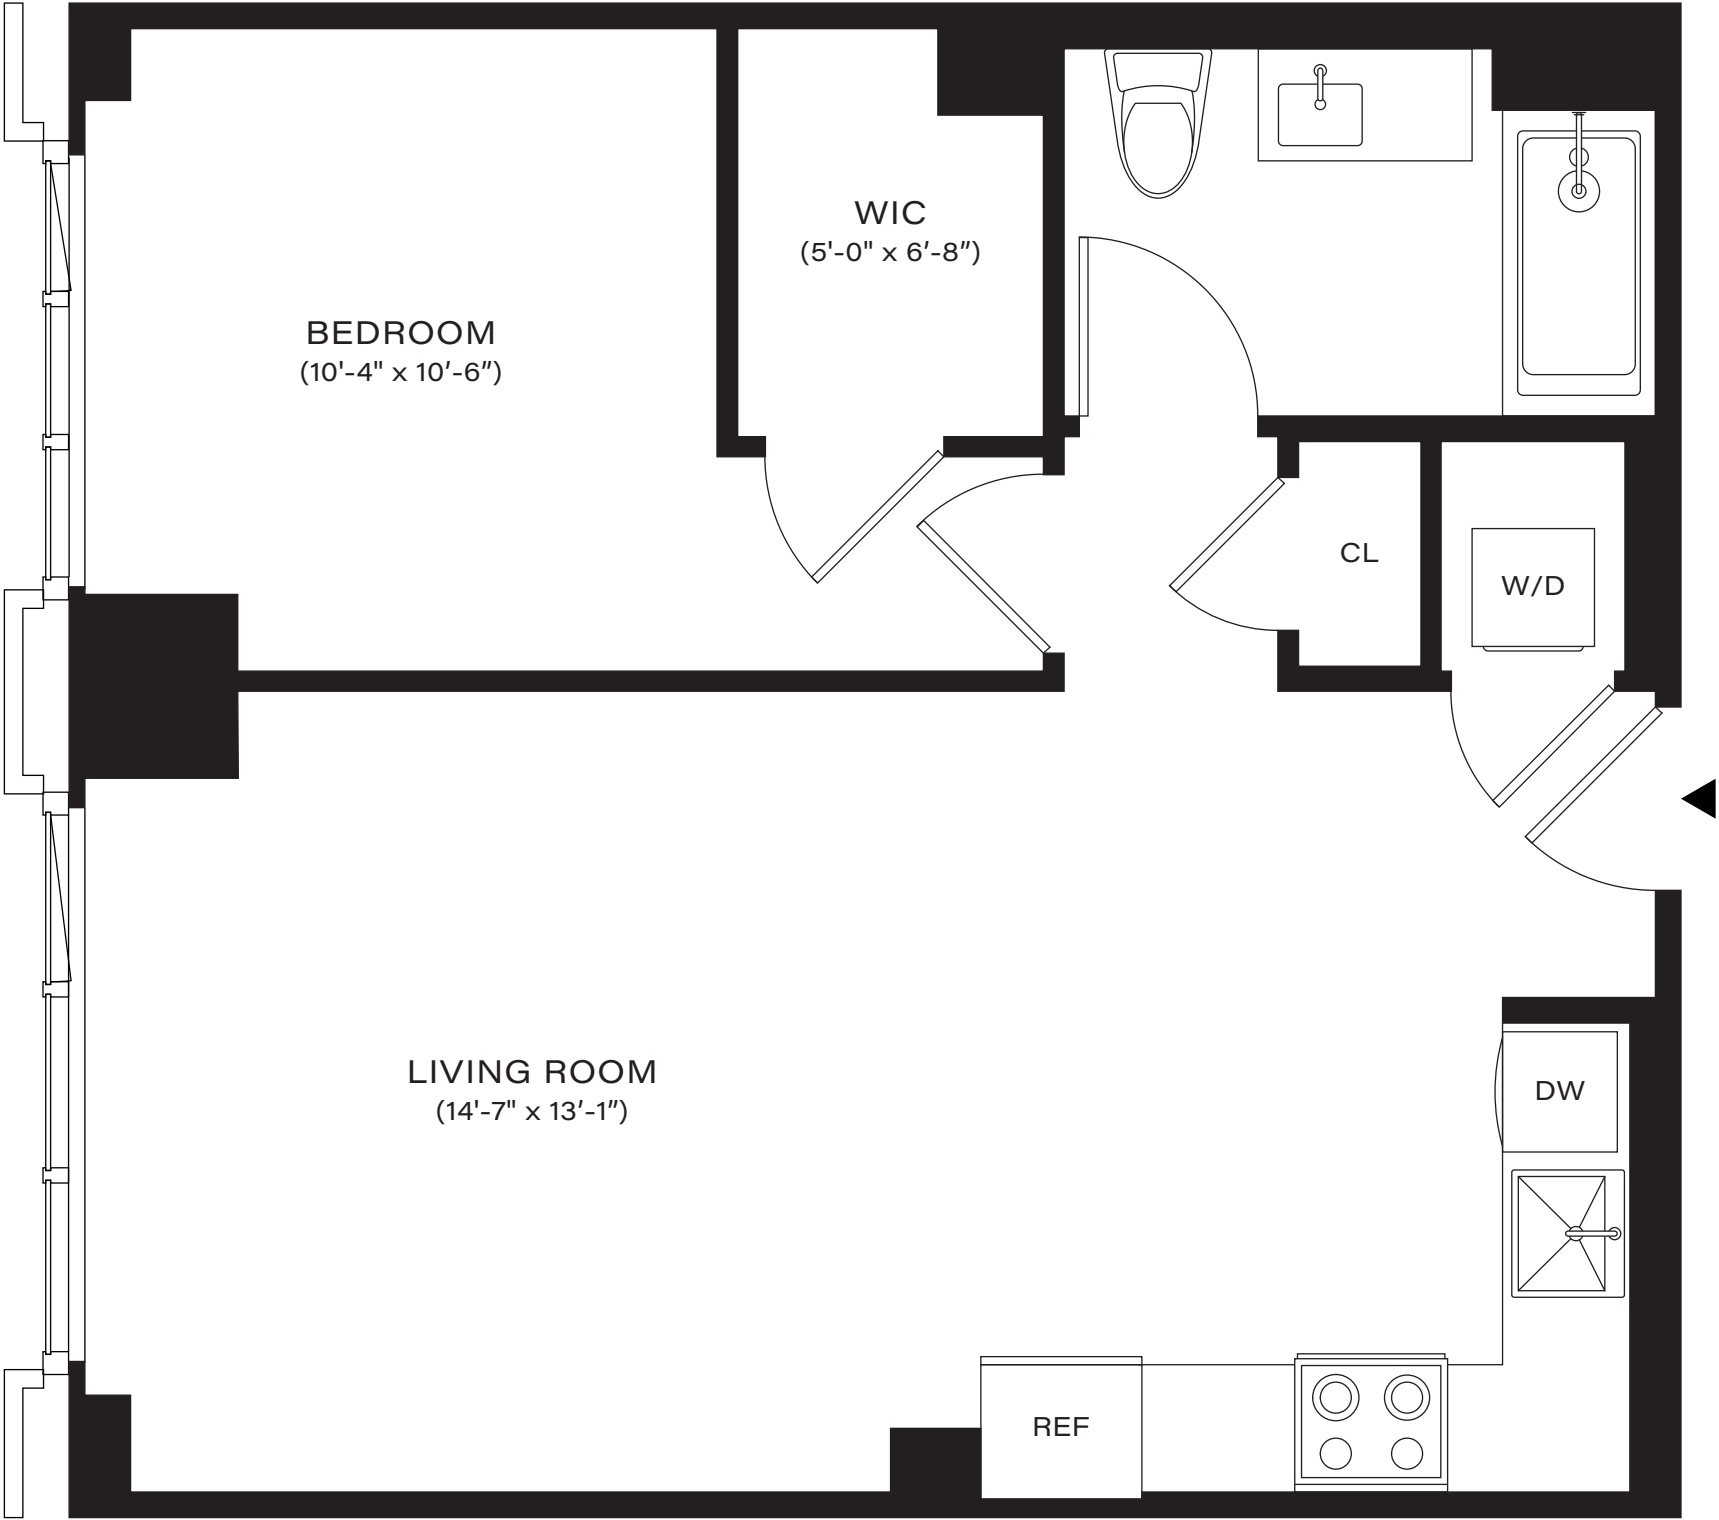 WIC
(5'-0" x 6′-8″)
BEDROOM
(10'-4" x 10′-6″)
CL
W/D
LIVING ROOM
(14'-7" x 13′-1″)
DW
REF